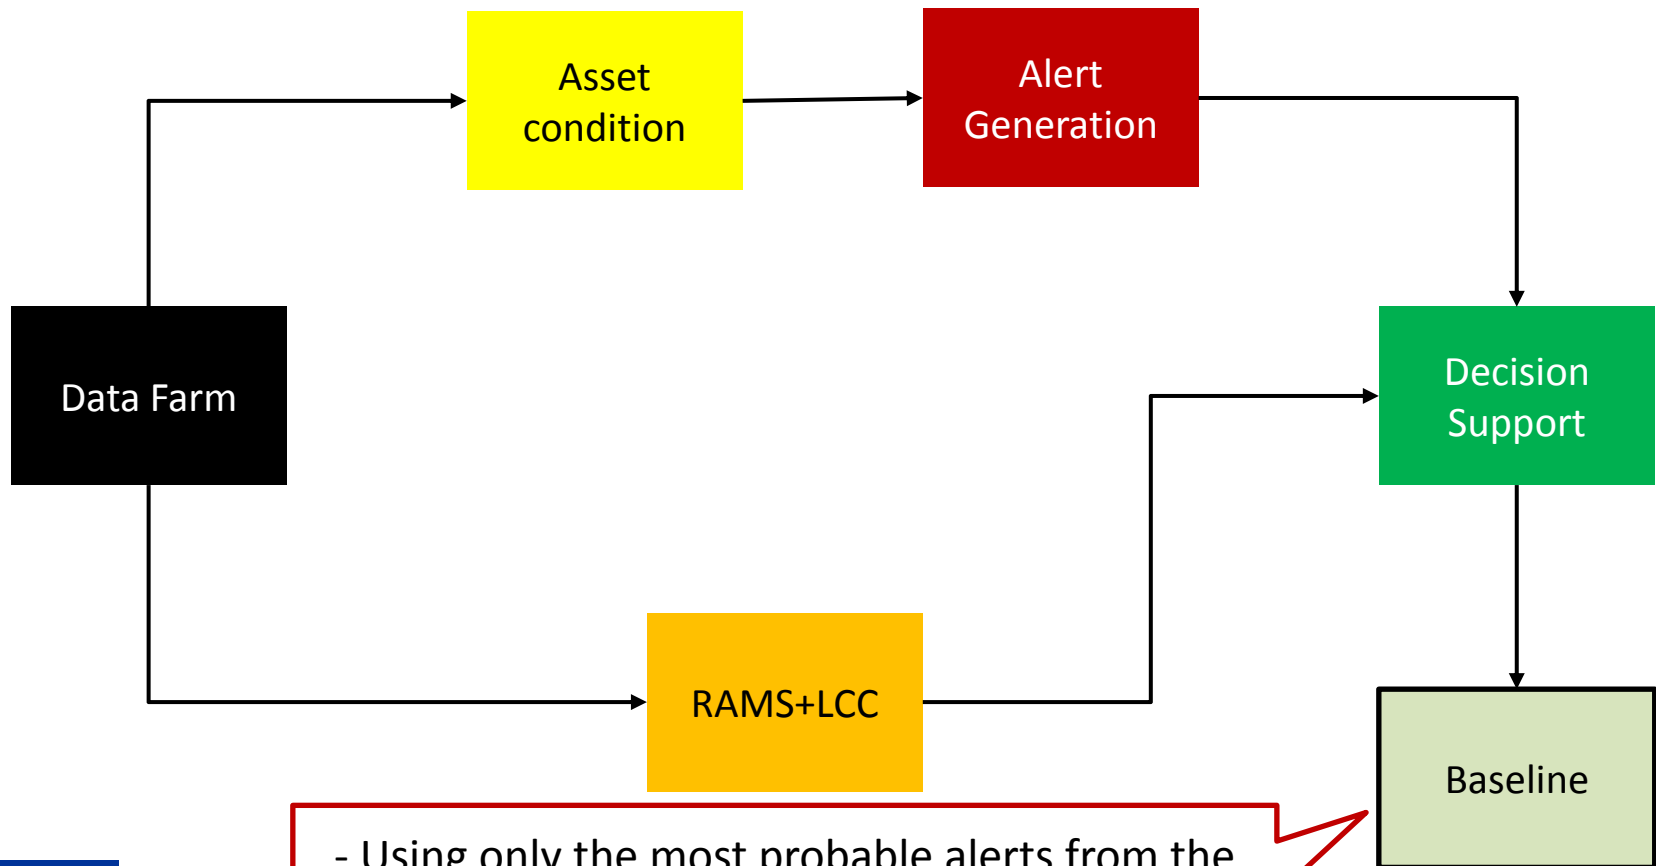 Asset
condition
Alert
Generation
Data Farm
Decision
Support
RAMS+LCC
Baseline
- Using only the most probable alerts from the